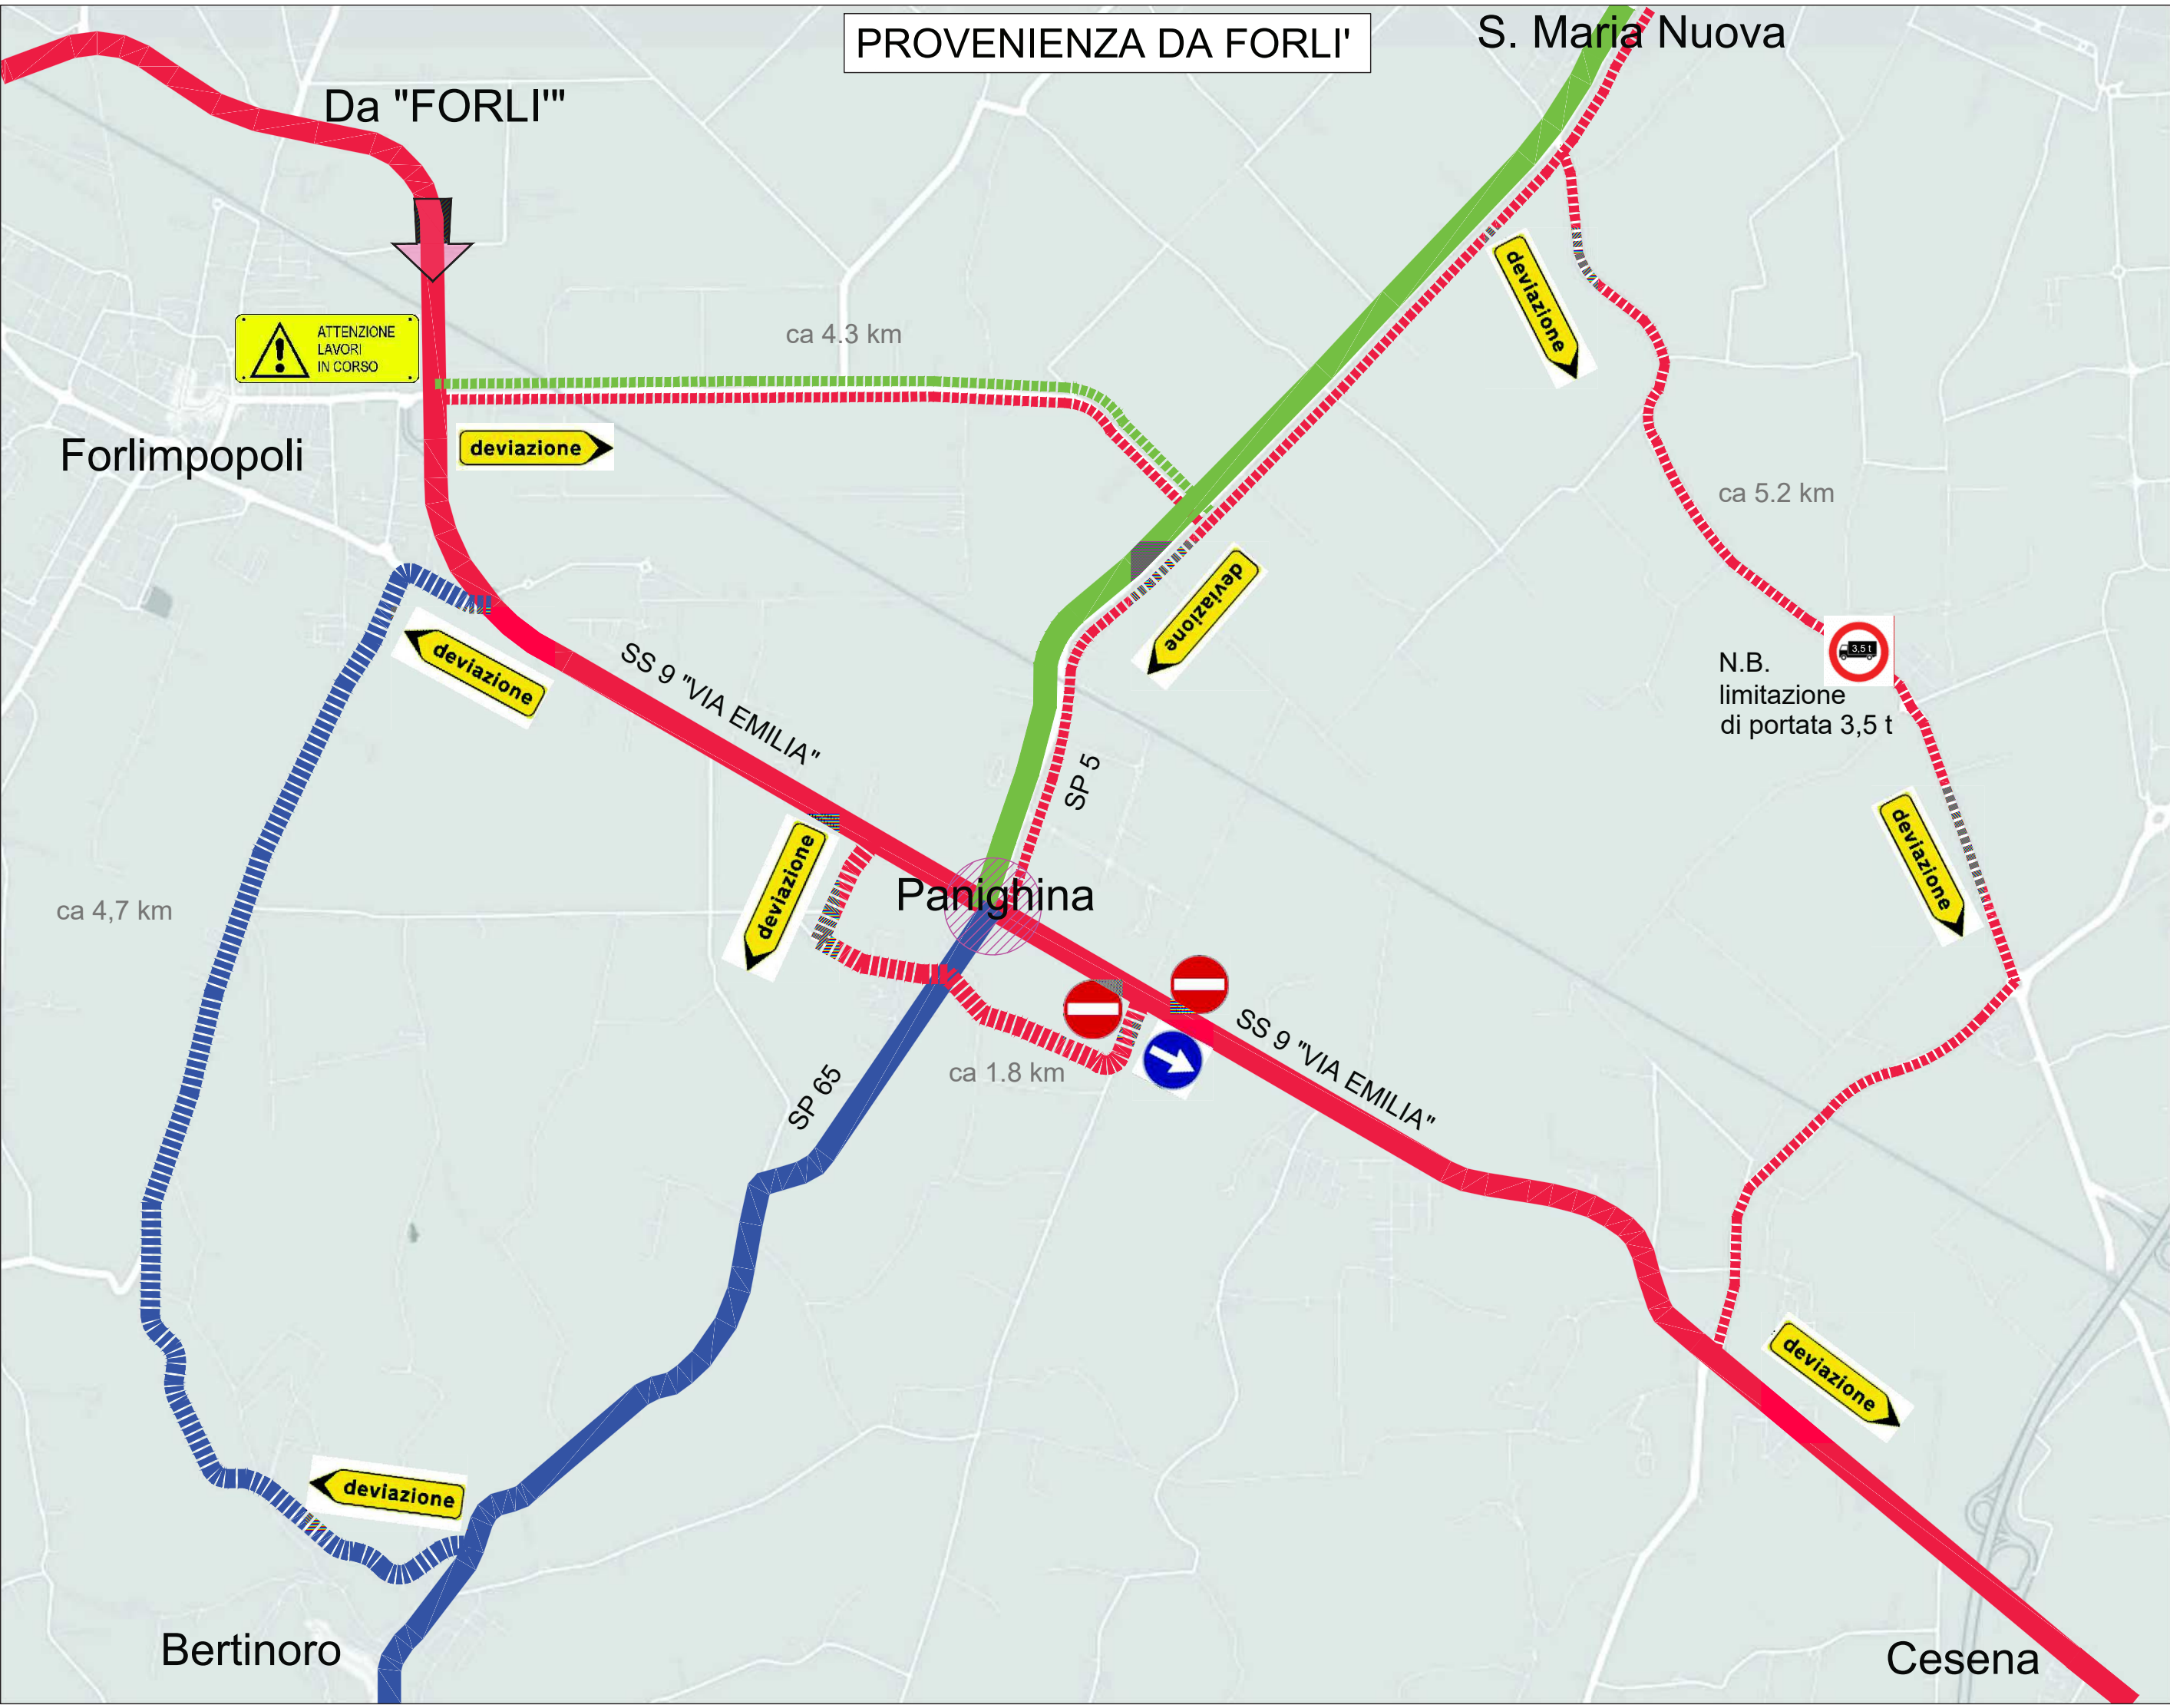 PROVENIENZA DA FORLI'
S. Maria Nuova
Da "FORLI'"
ATTENZIONE
LAVORI
IN CORSO
ca 4.3 km
deviazione
deviazione
Forlimpopoli
deviazione
ca 5.2 km
deviazione
SS 9 "VIA EMILIA"
3,5 t
N.B.
limitazione
di portata 3,5 t
SP 5
deviazione
deviazione
Panighina
ca 4,7 km
SS 9 "VIA EMILIA"
ca 1.8 km
SP 65
deviazione
deviazione
Bertinoro
Cesena